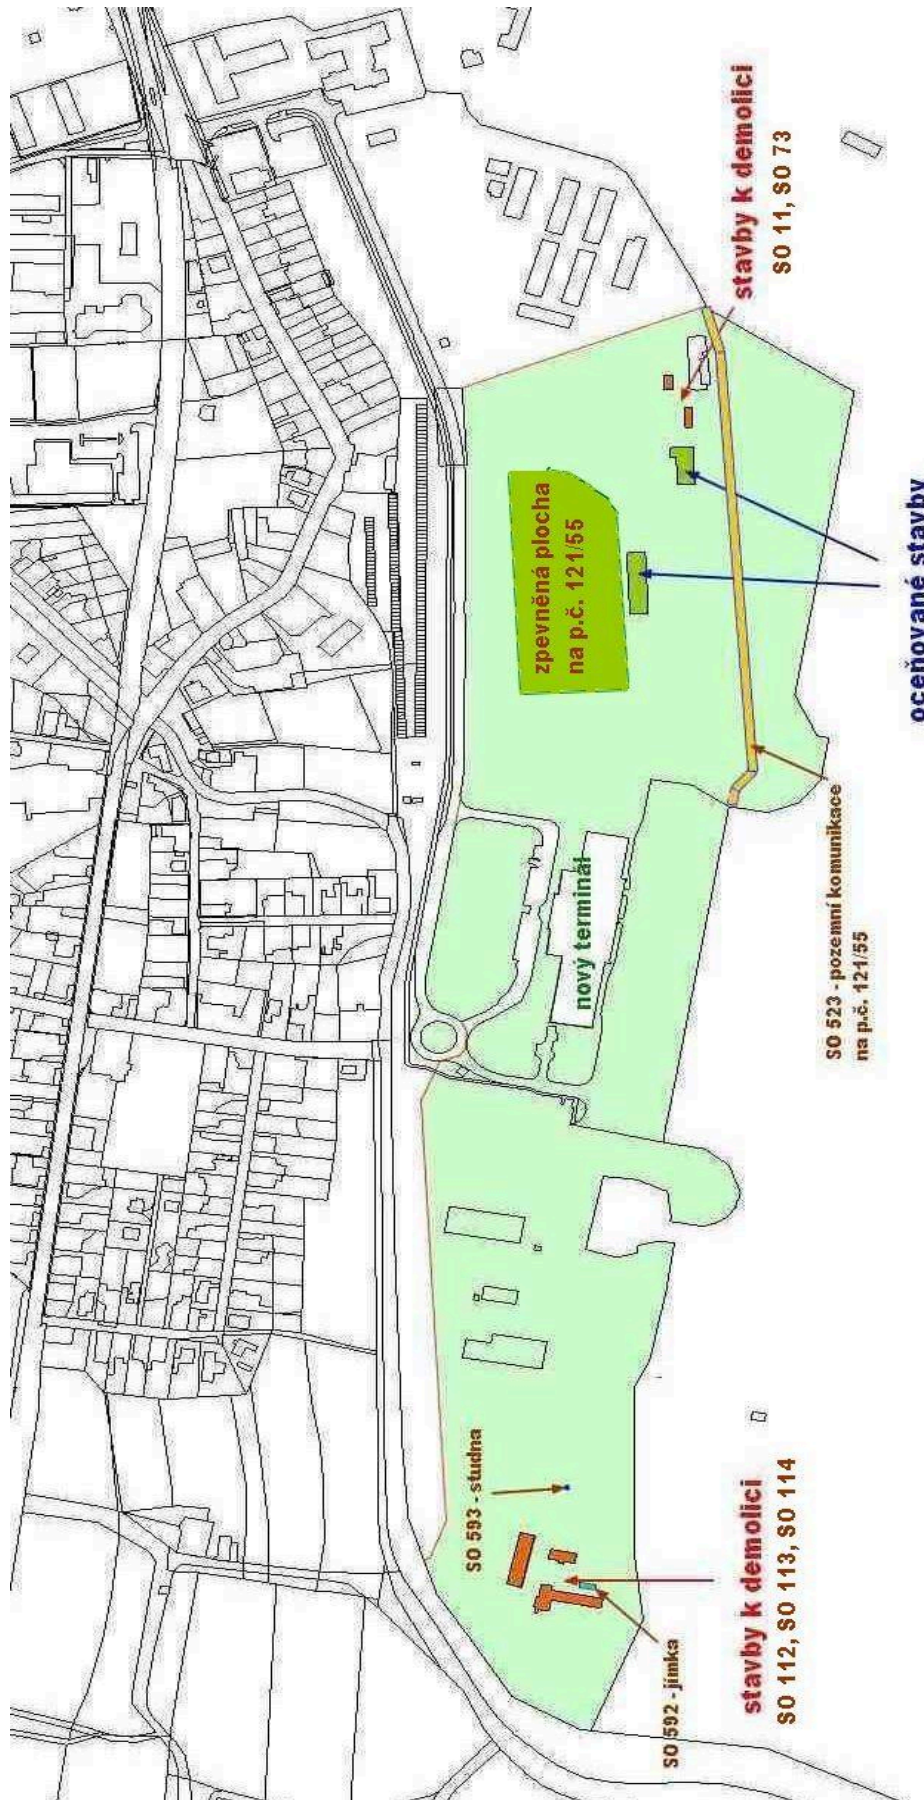 stavby k demolici
SO 11, SO 73
zpevněná plocha
na p.č. 121/55
oceňované stavby
SO 523 - pozemní komunikace
na p.č. 121/55
nový terminál
SO 593 - studna
SO 592 - jímka
stavby k demolici
SO 112, SO 113, SO 114